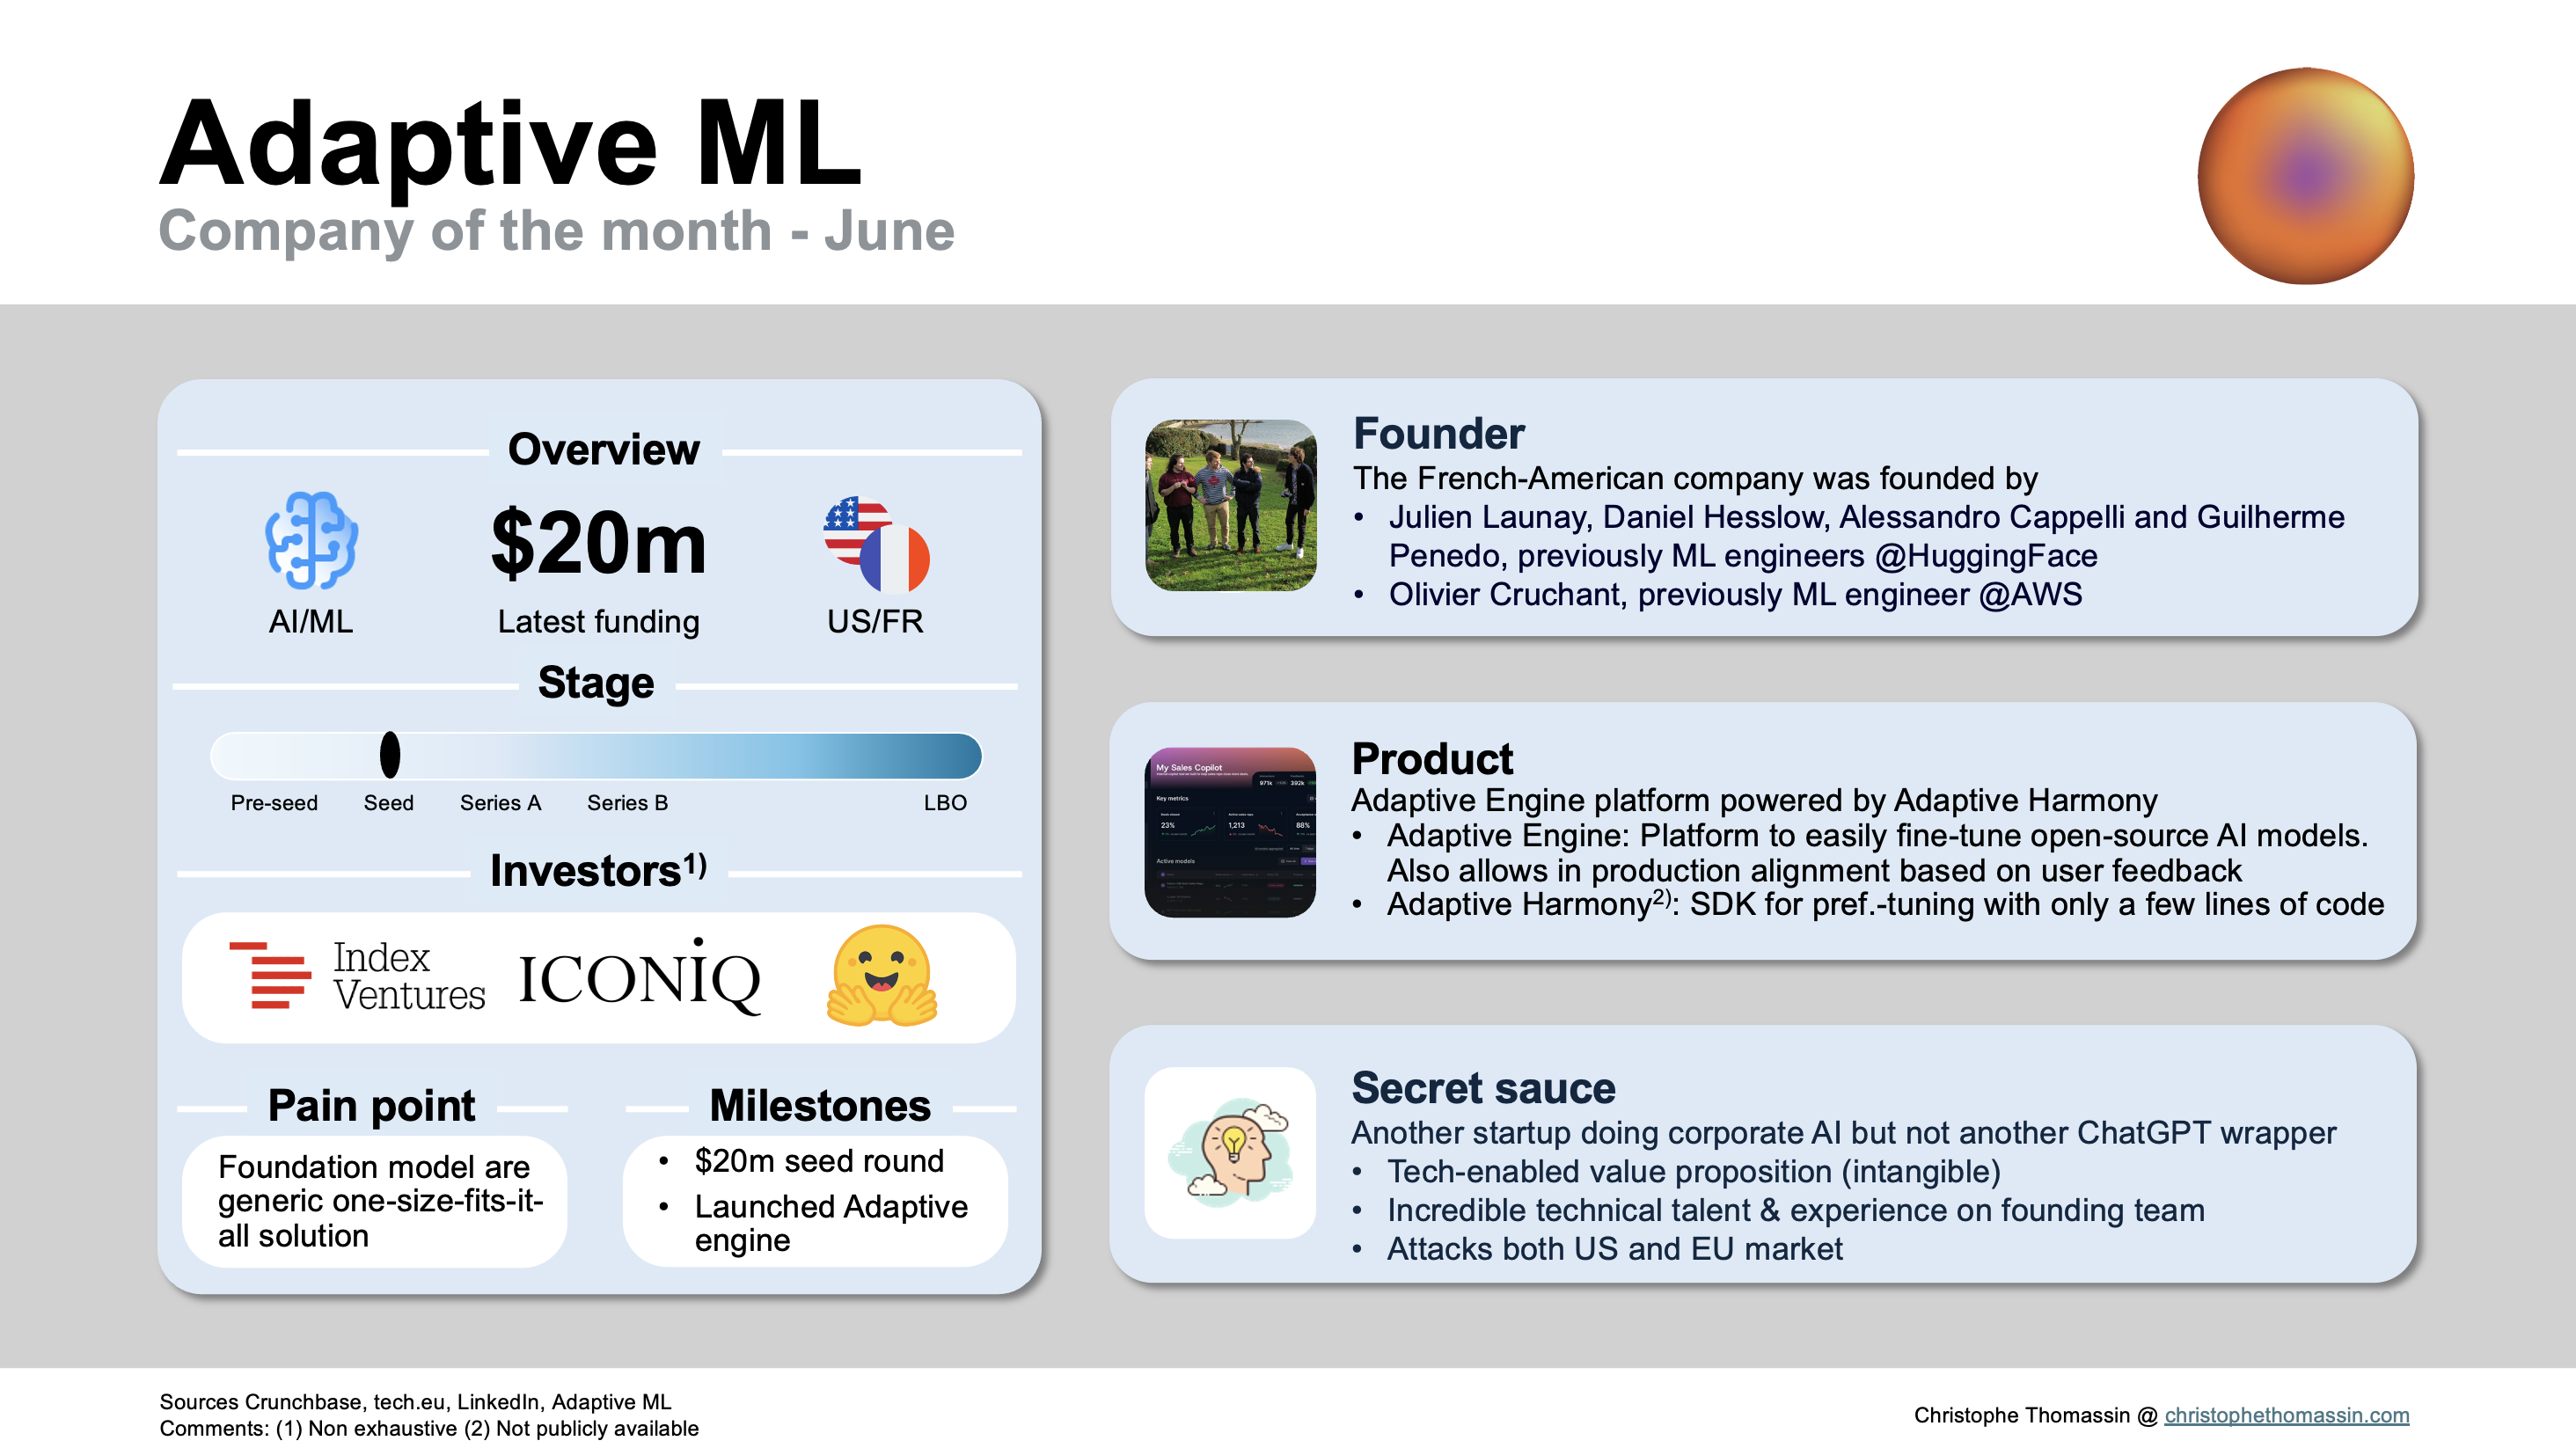 Adaptive ML
Company of the month - June
Overview
AI/ML
$20m
Latest funding
US/FR
Stage
Pre-seed
Seed
Series A
Series B
LBO
Investors1)
Index
Ventures
ICONIQ
Pain point
Foundation model are
generic one-size-fits-it-
all solution
Milestones
• $20m seed round
• Launched Adaptive
engine
Founder
The French-American company was founded by
• Julien Launay, Daniel Hesslow, Alessandro Cappelli and Guilherme
Penedo, previously ML engineers @HuggingFace
• Olivier Cruchant, previously ML engineer @AWS
My Sales Copilot
971k
392k
Key metrics
23%
1,213
88%
Active models
Product
Adaptive Engine platform powered by Adaptive Harmony
• Adaptive Engine: Platform to easily fine-tune open-source AI models.
Also allows in production alignment based on user feedback
• Adaptive Harmony2): SDK for pref.-tuning with only a few lines of code
Secret sauce
Another startup doing corporate AI but not another ChatGPT wrapper
• Tech-enabled value proposition (intangible)
• Incredible technical talent & experience on founding team
• Attacks both US and EU market
Sources Crunchbase, tech.eu, LinkedIn, Adaptive ML
Comments: (1) Non exhaustive (2) Not publicly available
Christophe Thomassin @ christophethomassin.com